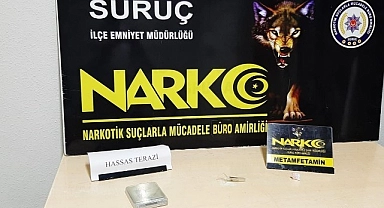 SURUÇ
İLÇE EMNİYET MÜDÜRLÜĞÜ
NARKO
NARKOTİK SUÇLARLA MÜCADELE BÜRO AMİRLİĞİ
HASSAS TERAZİ
NARKO
METAMFETAMİN